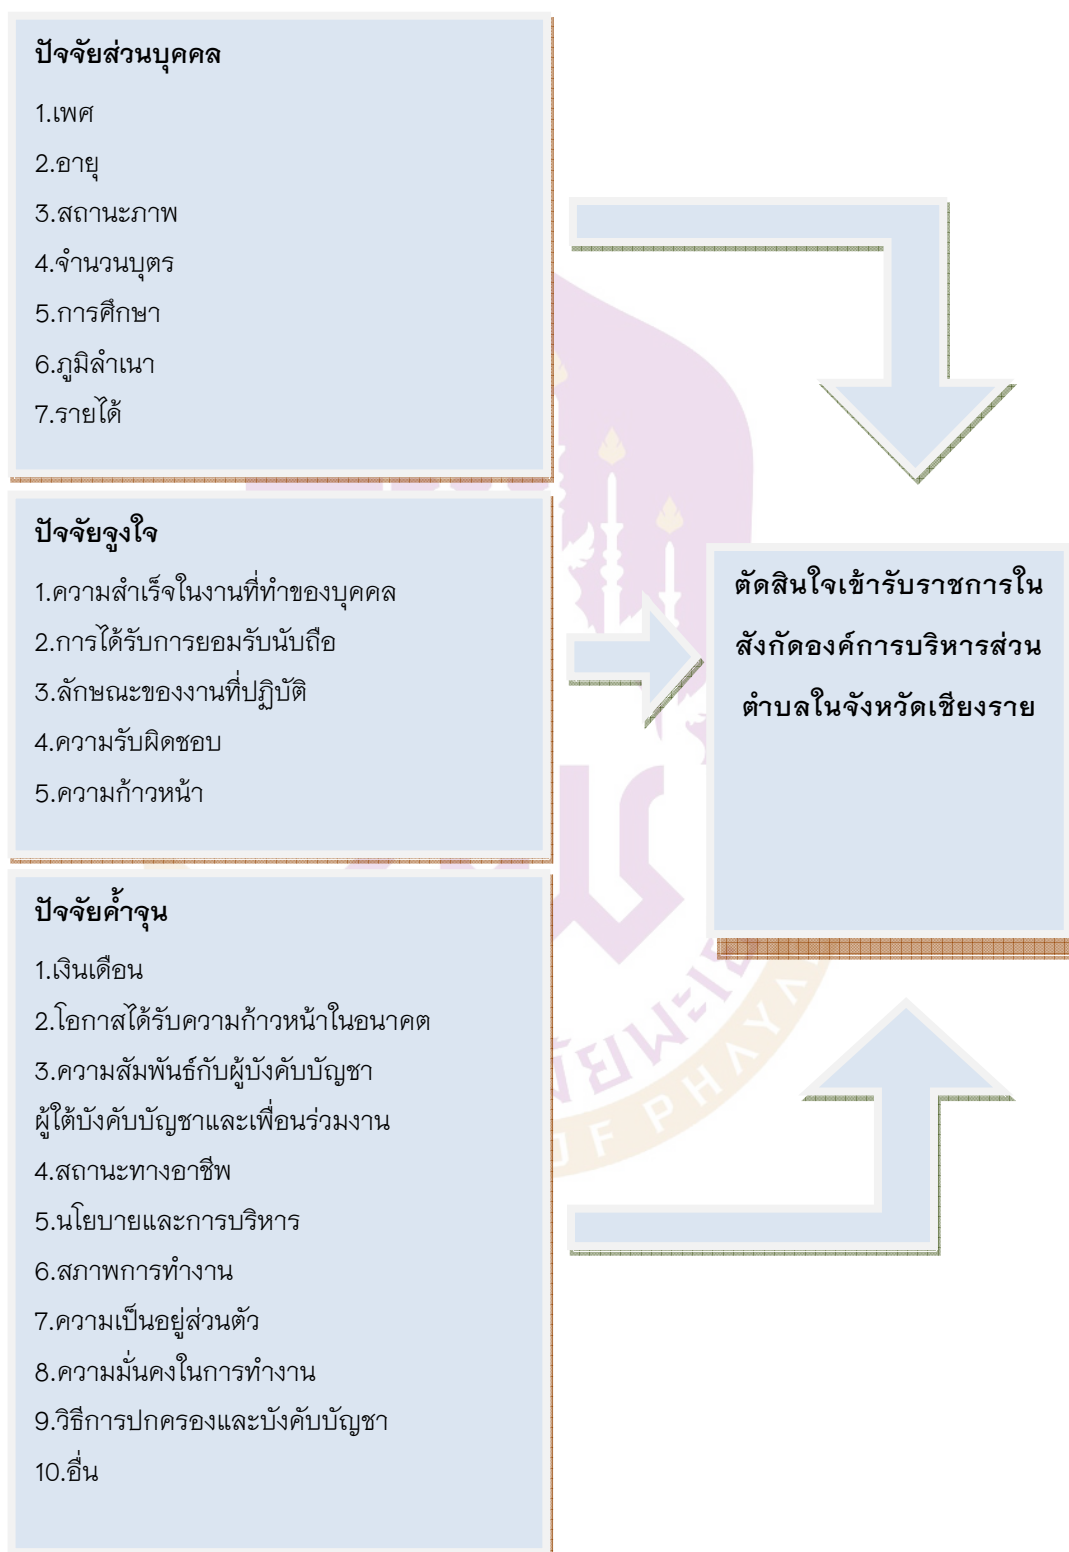 ปัจจัยส่วนบุคคล
1.เพศ
2.อายุ
3.สถานะภาพ
4.จำนวนบุตร
5.การศึกษา
6.ภูมิลำเนา
7.รายได้
ปัจจัยจูงใจ
1.ความสำเร็จในงานที่ทำของบุคคล
2.การได้รับการยอมรับนับถือ
3.ลักษณะของงานที่ปฏิบัติ
4.ความรับผิดชอบ
5.ความก้าวหน้า
ปัจจัยค้ำจุน
1.เงินเดือน
2.โอกาสได้รับความก้าวหน้าในอนาคต
3.ความสัมพันธ์กับผู้บังคับบัญชา
ผู้ใต้บังคับบัญชาและเพื่อนร่วมงาน
4.สถานะทางอาชีพ
5.นโยบายและการบริหาร
6.สภาพการทำงาน
7.ความเป็นอยู่ส่วนตัว
8.ความมั่นคงในการทำงาน
9.วิธีการปกครองและบังคับบัญชา
10.อื่น
ตัดสินใจเข้ารับราชการใน
สังกัดองค์การบริหารส่วน
ตำบลในจังหวัดเชียงราย